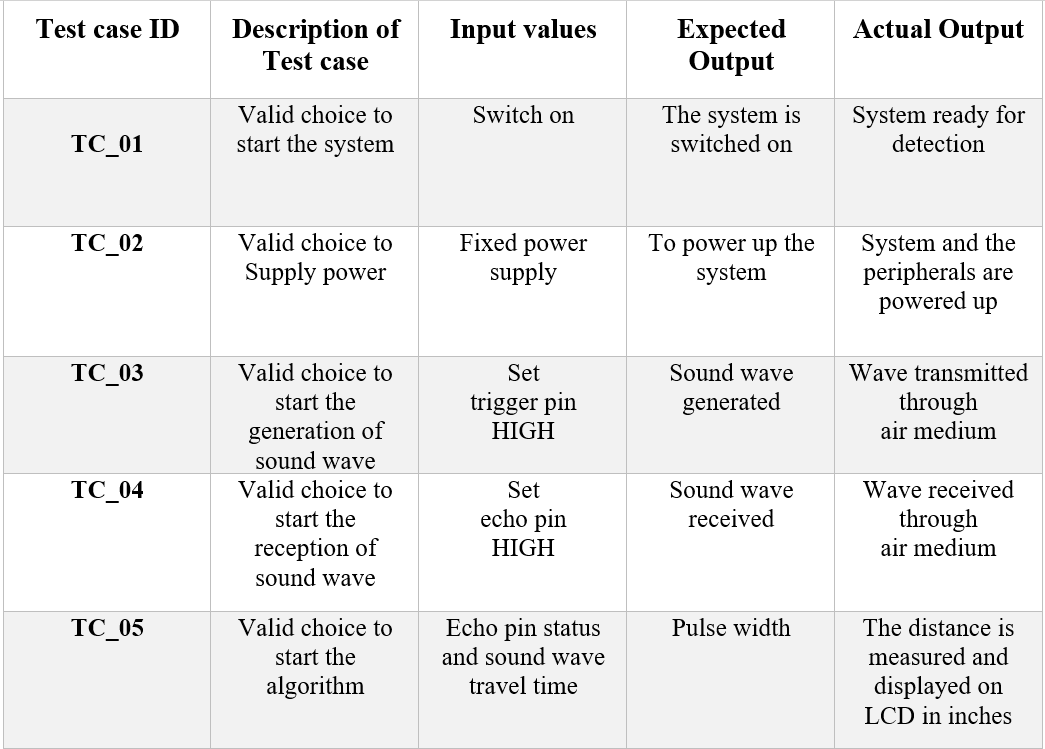 Test case ID
Description of
Test case
Input values
Expected
Output
Actual Output
TC_01
Valid choice to
start the system
Switch on
The system is
switched on
System ready for
detection
TC_02
Valid choice to
Supply power
Fixed power
supply
To power up the
system
System and the
peripherals are
powered up
TC_03
Valid choice to
start the
generation of
sound wave
Set
trigger pin
HIGH
Sound wave
generated
Wave transmitted
through
air medium
TC_04
Valid choice to
start the
reception of
sound wave
Set
echo pin
HIGH
Sound wave
received
Wave received
through
air medium
TC_05
Valid choice to
start the
algorithm
Echo pin status
and sound wave
travel time
Pulse width
The distance is
measured and
displayed on
LCD in inches